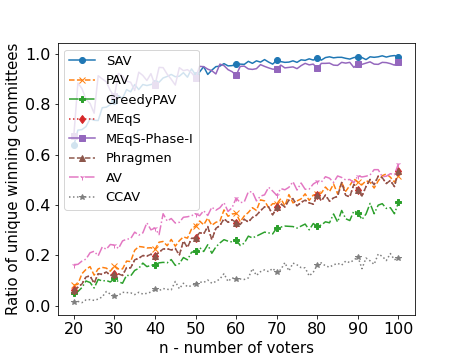 Ratio of unique winning committees
1.0
0.8
0.6
0.4
0.2
0.0
SAV
PAV
GreedyPAV
MEqS
MEqS-Phase-I
Phragmen
AV
CCAV
20 30 40 50 60 70 80 90 100
n - number of voters